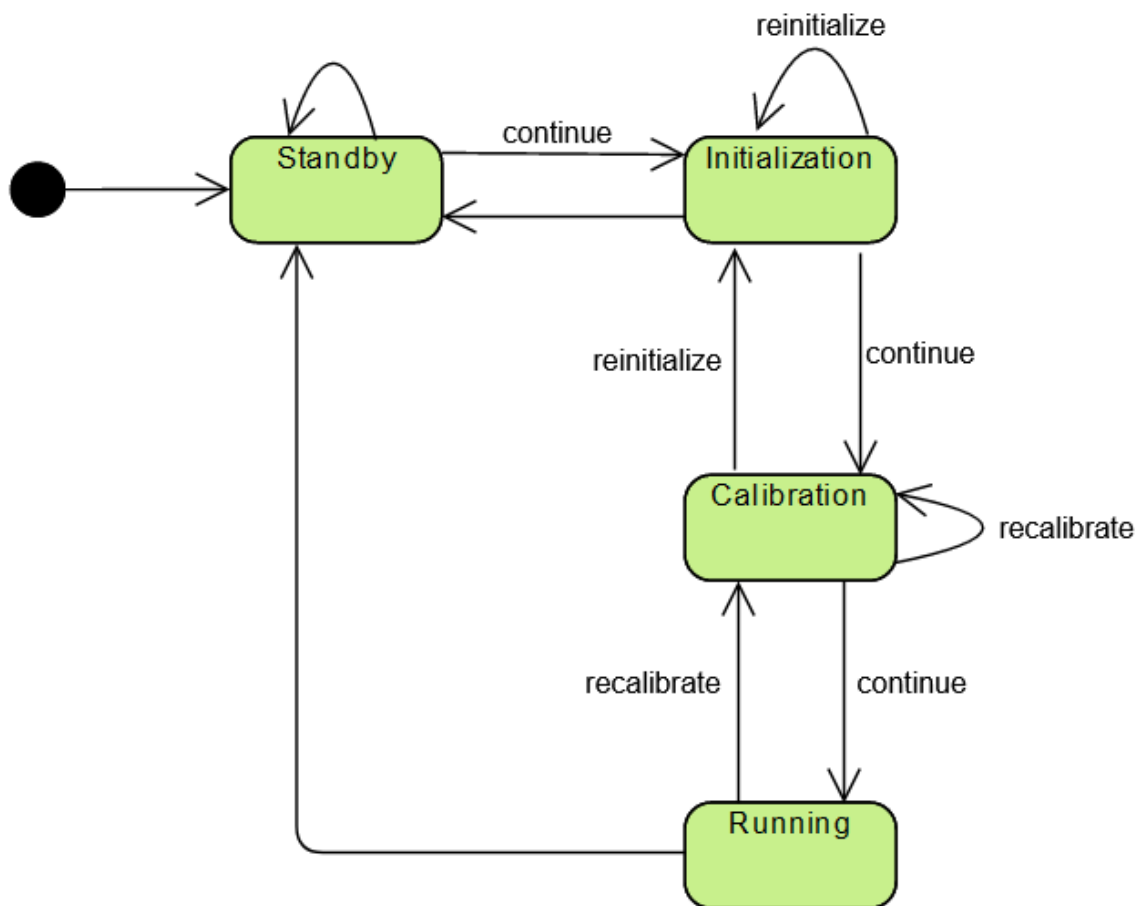 reinitialize
continue
Standby
Initialization
reinitialize
continue
Calibration
recalibrate
recalibrate
continue
Running